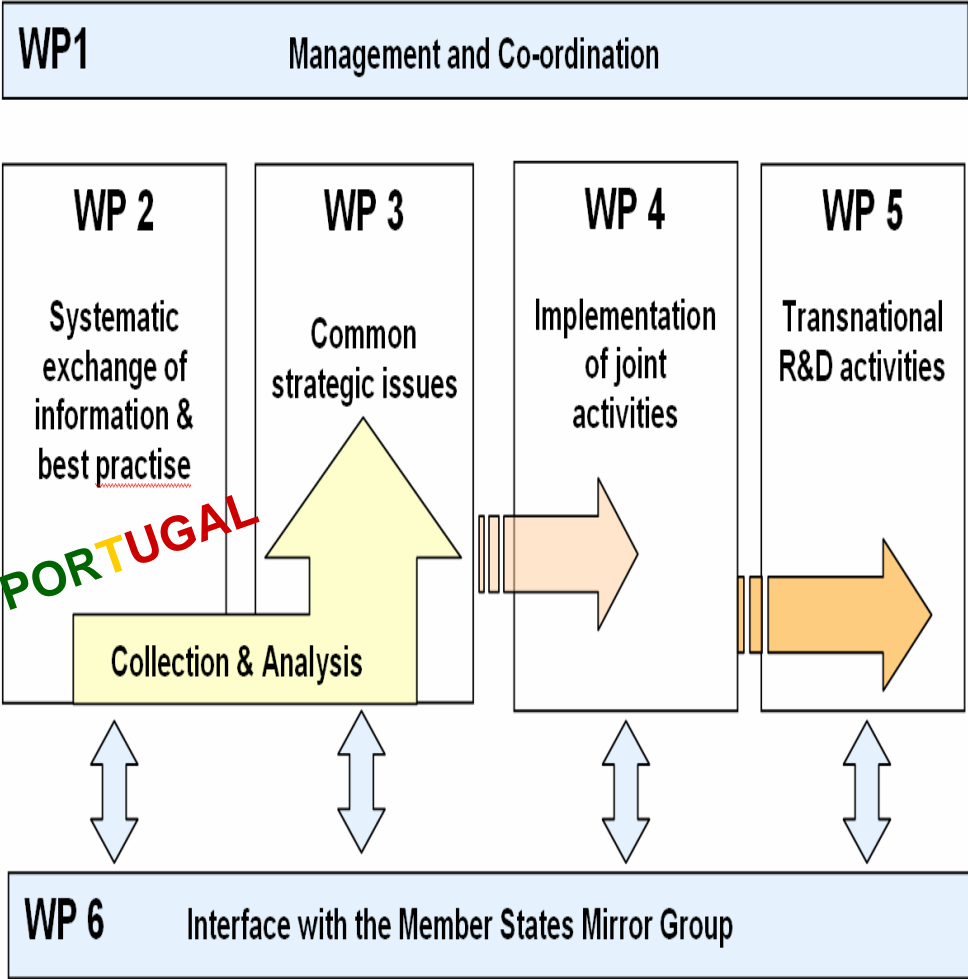 WP1 Management and Co-ordination
WP 2
Systematic
exchange of
information &
best practise
PORTUGAL
WP 3
Common
strategic issues
Collection & Analysis
WP 4
Implementation
of joint
activities
WP 5
Transnational
R&D activities
WP 6 Interface with the Member States Mirror Group